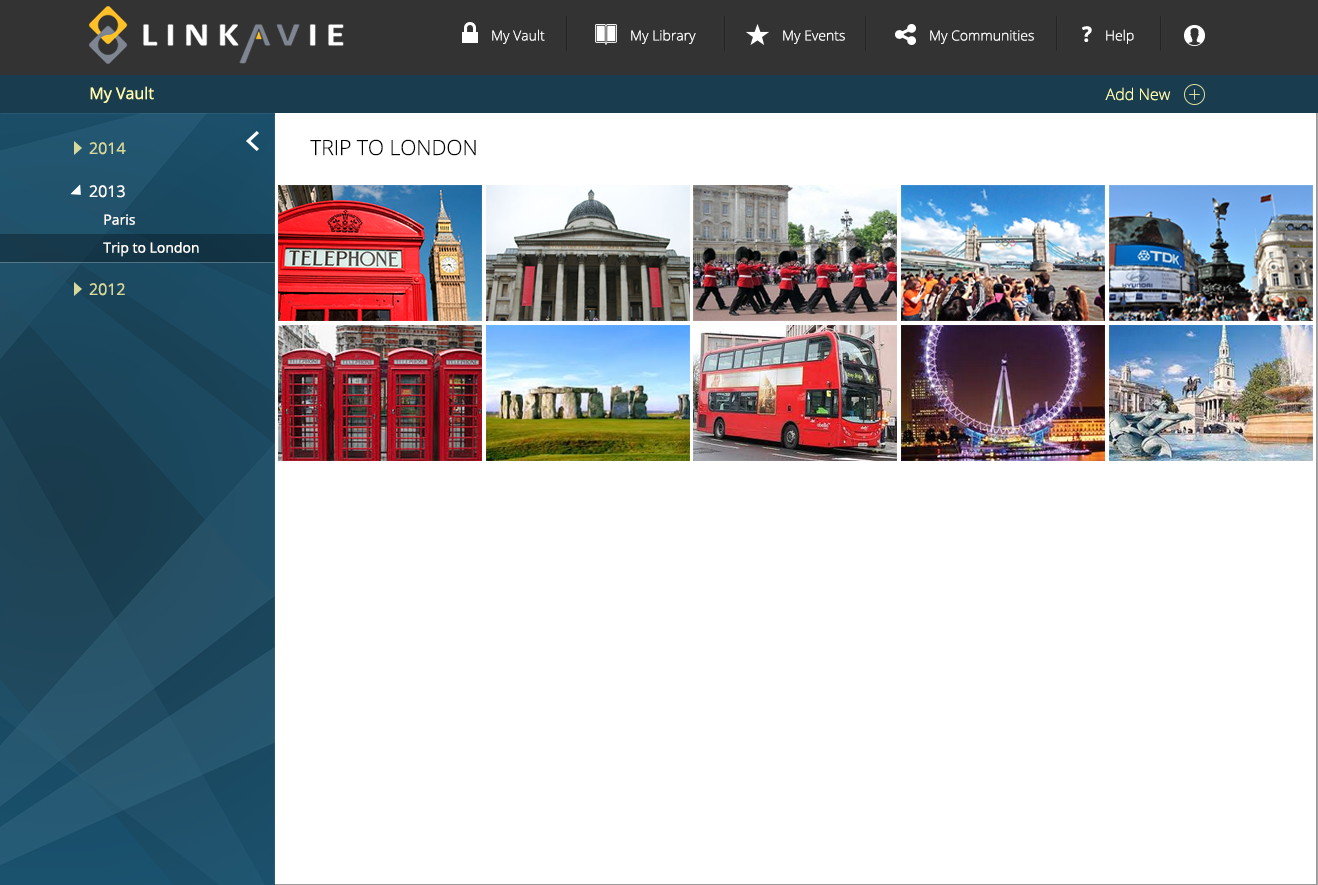 LINKAVIE
My Vault
My Library
My Events
My Communities
? Help
My Vault
Add New
2014
2013
Paris
Trip to London
2012
TRIP TO LONDON
TELEPHONE
TDK
HYUNDAI
TELEPHONE
TELEPHONE
TELEPHONE
TELEPHONE